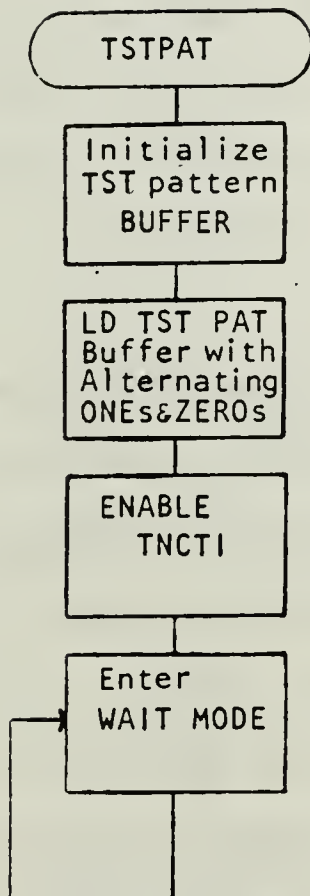 TSTPAT
Initialize
TST pattern
BUFFER
LD TST PAT
Buffer with
Alternating
ONEs&ZEROs
ENABLE
TNCTI
Enter
WAIT MODE